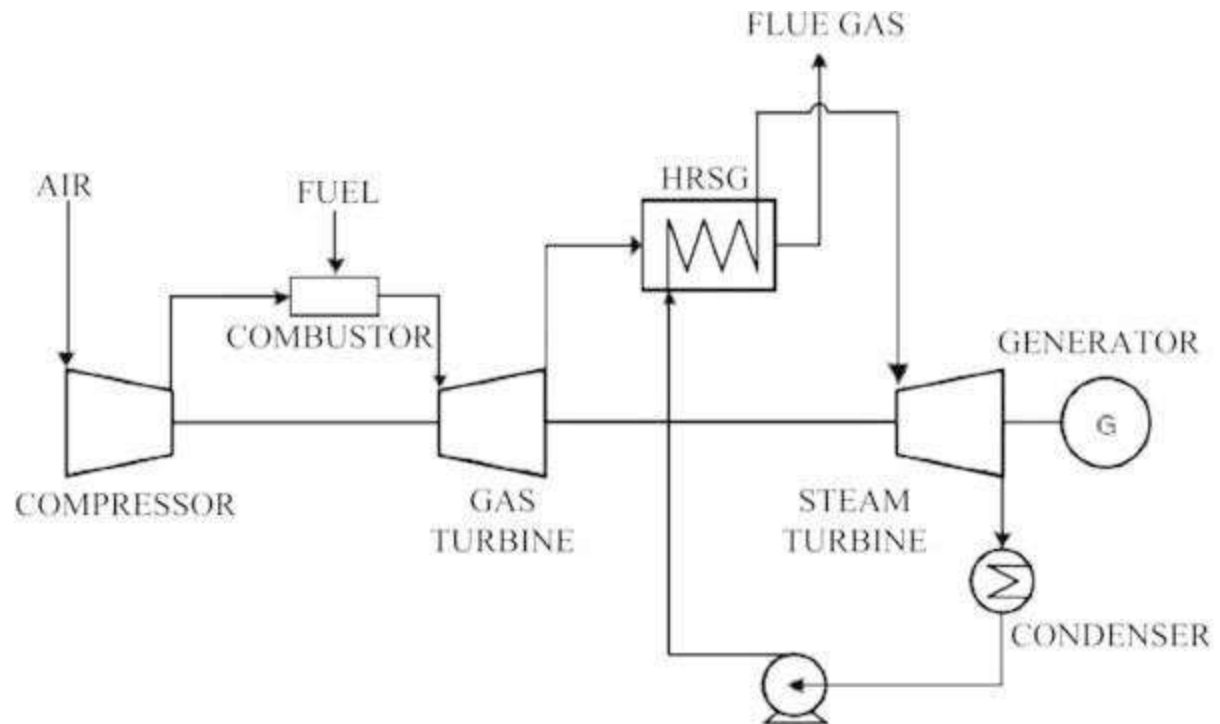 FLUE GAS
AIR
FUEL
HRSG
COMBUSTOR
GENERATOR
G
COMPRESSOR
GAS
TURBINE
STEAM
TURBINE
CONDENSER